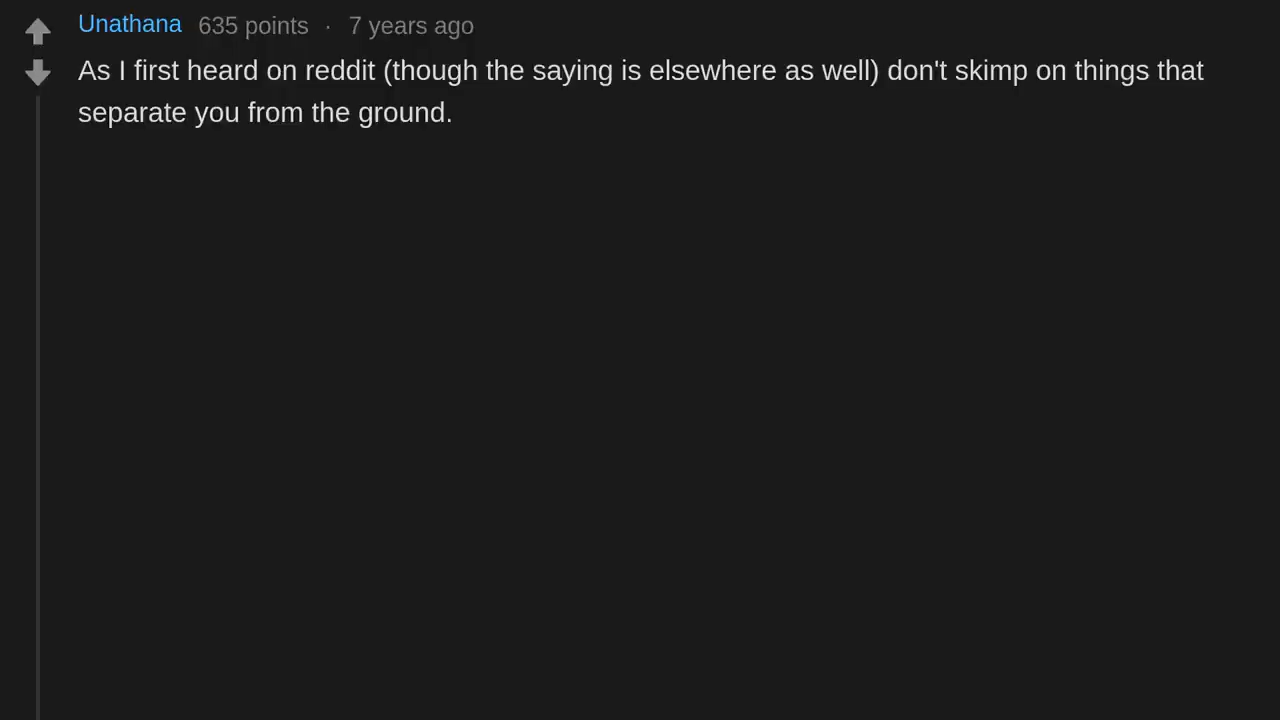 Unathana 635 points · 7 years ago
As I first heard on reddit (though the saying is elsewhere as well) don't skimp on things that
separate you from the ground.